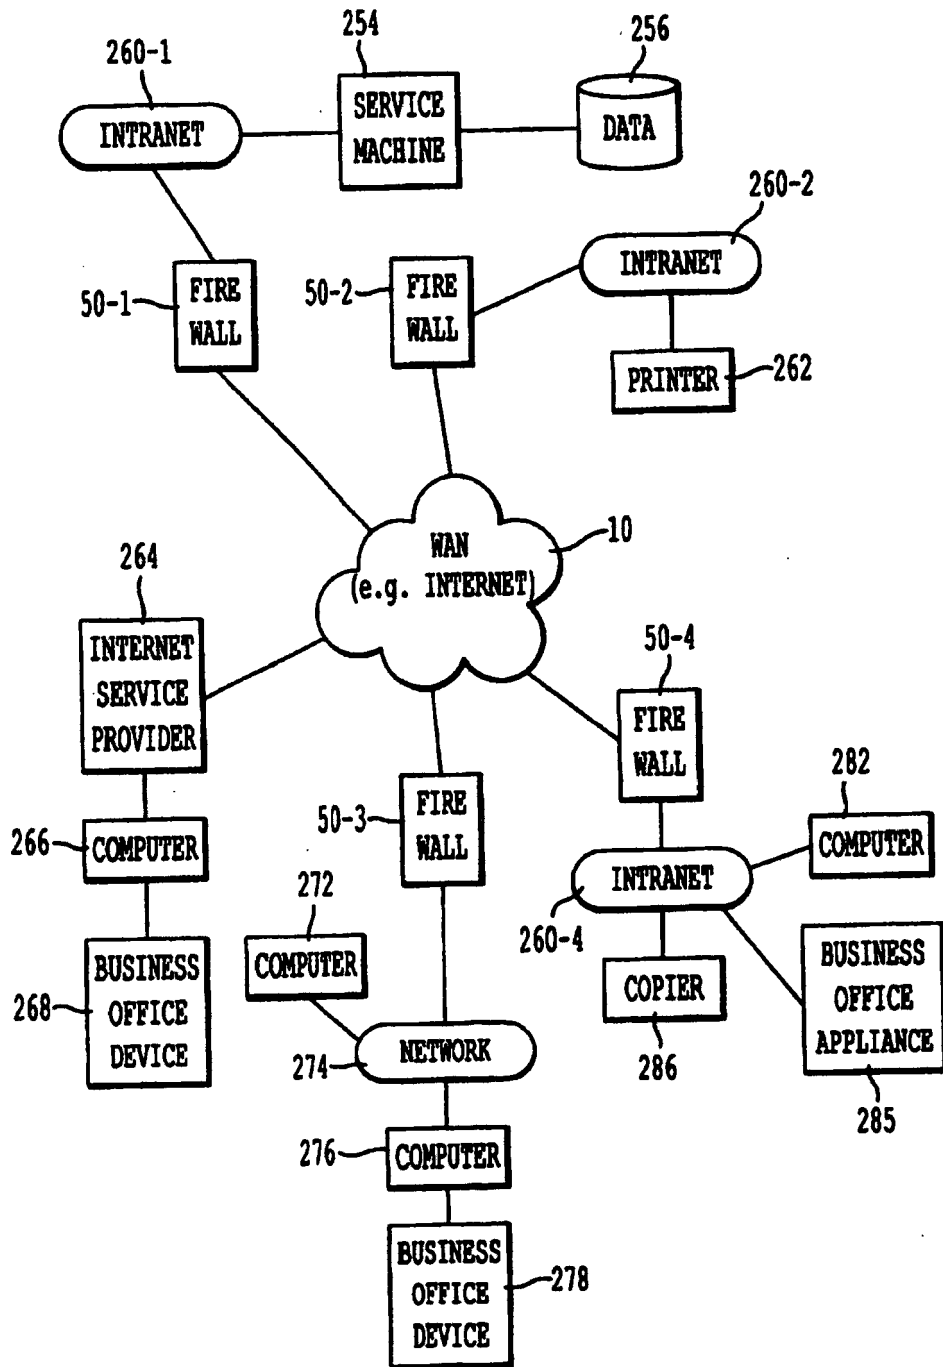 254
256
260-1
INTRANET
SERVICE
MACHINE
DATA
260-2
INTRANET
50-1
FIRE
WALL
50-2
FIRE
WALL
PRINTER
262
WAN
(e.g. INTERNET)
10
264
INTERNET
SERVICE
PROVIDER
50-4
FIRE
WALL
282
COMPUTER
266
COMPUTER
50-3
FIRE
WALL
INTRANET
260-4
272
COMPUTER
268
BUSINESS
OFFICE
DEVICE
COPIER
286
BUSINESS
OFFICE
APPLIANCE
285
274
NETWORK
276
COMPUTER
BUSINESS
OFFICE
DEVICE
278